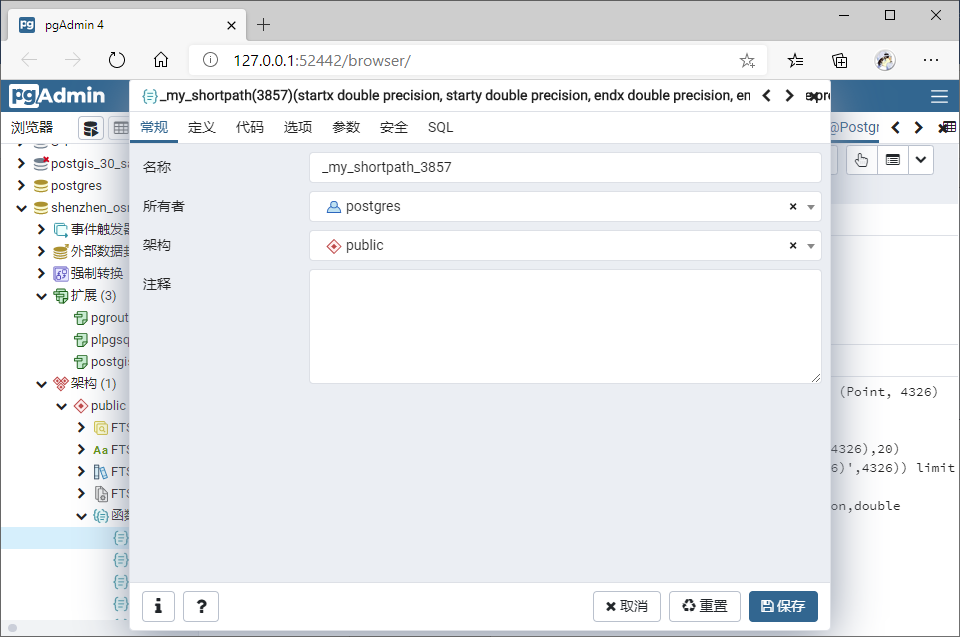 pgAdmin 4
127.0.0.1:52442/browser/
pgAdmin
浏览器
postgis_30_sa
postgres
shenzhen_osm
事件触发器
外部数据封
强制转换
扩展 (3)
pgrout
plpgsq
postgis
架构 (1)
public
FTS
Aa FTS
FTS
FTS
函数
_my_shortpath(3857)(startx double precision, starty double precision, endx double precision, en
常规 定义 代码 选项 参数 安全 SQL
名称 _my_shortpath_3857
所有者 postgres
架构 public
注释
i ? 取消 重置 保存
@Postgr
(Point, 4326)
4326),20)
6)',4326)) limit
on,double